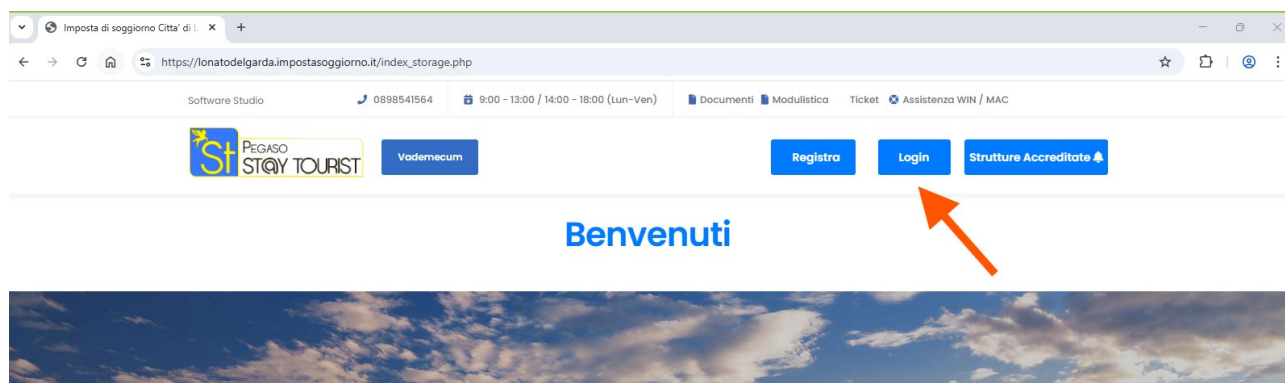 Imposta di soggiorno Citta' di L
https://lonatodelgarda.impostasoggiorno.it/index_storage.php
Software Studio 0898541564 9:00 - 13:00 / 14:00 - 18:00 (Lun-Ven) Documenti Modulistica Ticket Assistenza WIN / MAC
St PEGASO
ST@Y TOURIST
Vademecum Registra Login Strutture Accreditate
Benvenuti